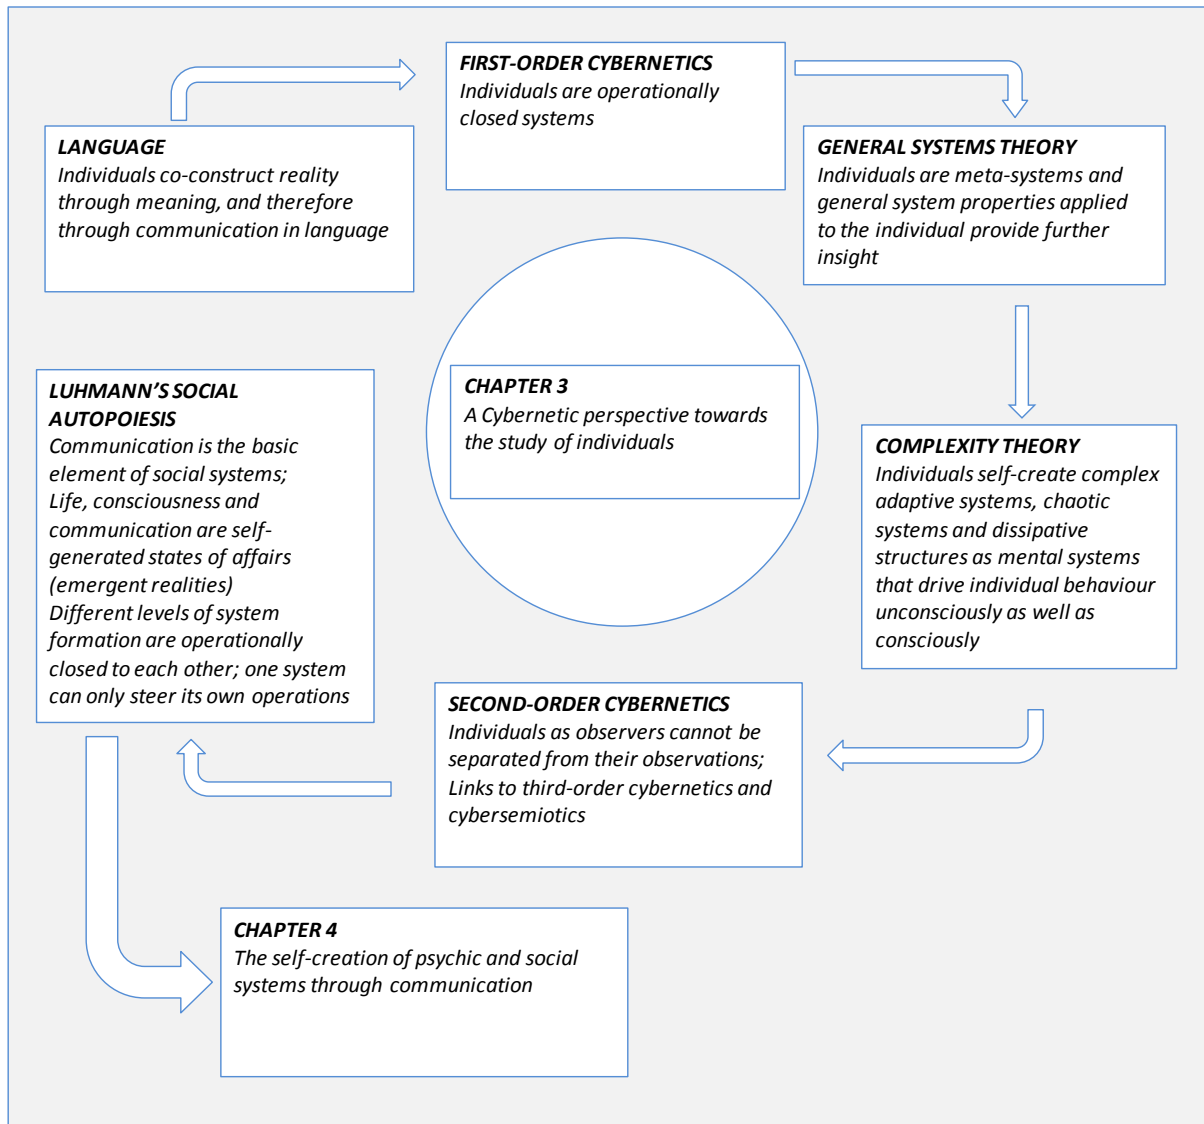 FIRST-ORDER CYBERNETICS
Individuals are operationally
closed systems
LANGUAGE
Individuals co-construct reality
through meaning, and therefore
through communication in language
GENERAL SYSTEMS THEORY
Individuals are meta-systems and
general system properties applied
to the individual provide further
insight
CHAPTER 3
A Cybernetic perspective towards
the study of individuals
LUHMANN’S SOCIAL
AUTOPOIESIS
Communication is the basic
element of social systems;
Life, consciousness and
communication are self-
generated states of affairs
(emergent realities)
Different levels of system
formation are operationally
closed to each other; one system
can only steer its own operations
COMPLEXITY THEORY
Individuals self-create complex
adaptive systems, chaotic
systems and dissipative
structures as mental systems
that drive individual behaviour
unconsciously as well as
consciously
SECOND-ORDER CYBERNETICS
Individuals as observers cannot be
separated from their observations;
Links to third-order cybernetics and
cybersemiotics
CHAPTER 4
The self-creation of psychic and social
systems through communication